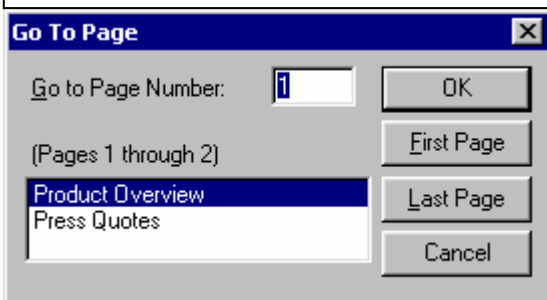 Go To Page
Go to Page Number: 1
OK
First Page
(Pages 1 through 2)
Product Overview
Press Quotes
Last Page
Cancel